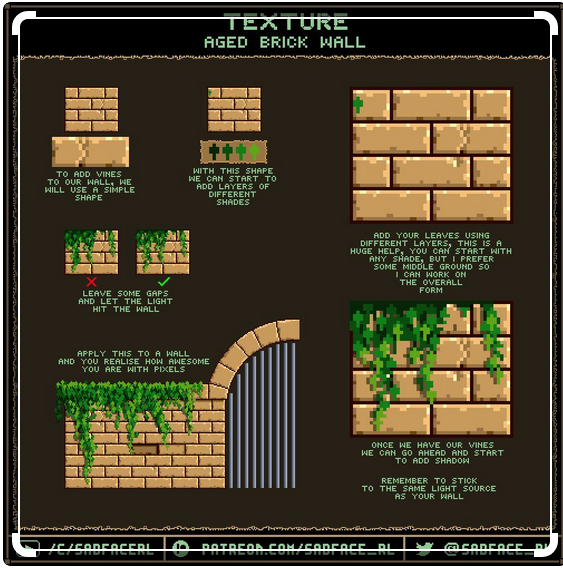 TEXTURE
AGED BRICK WALL
TO ADD VINES
TO OUR WALL, WE
WILL USE A SIMPLE
SHAPE
WITH THIS SHAPE
WE CAN START TO
ADD LAYERS OF
DIFFERENT
SHADES
ADD YOUR LEAVES USING
DIFFERENT LAYERS, THIS IS A
HUGE HELP, YOU CAN START WITH
ANY SHADE, BUT I PREFER
SOME MIDDLE GROUND SO
I CAN WORK ON
THE OVERALL
FORM
LEAVE SOME GAPS
AND LET THE LIGHT
HIT THE WALL
APPLY THIS TO A WALL
AND YOU REALISE HOW AWESOME
YOU ARE WITH PIXELS
ONCE WE HAVE OUR VINES
WE CAN GO AHEAD AND START
TO ADD SHADOW
REMEMBER TO STICK
TO THE SAME LIGHT SOURCE
AS YOUR WALL
/C/SADFACERL
PATREON.COM/SADFACE_RL
@SADFACE_RL